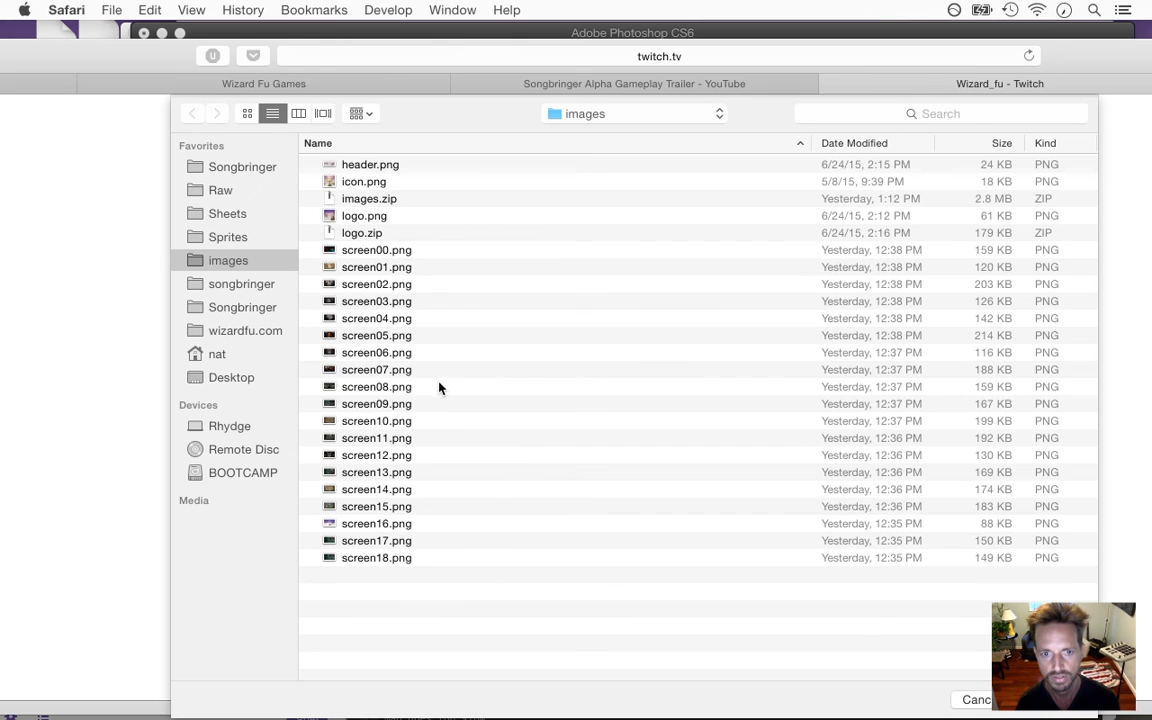 Safari File Edit View History Bookmarks Develop Window Help
Adobe Photoshop CS6
twitch.tv
Wizard Fu Games Songbringer Alpha Gameplay Trailer - YouTube Wizard_fu - Twitch
images Search
Favorites
Songbringer
Raw
Sheets
Sprites
images
songbringer
Songbringer
wizardfu.com
nat
Desktop
Devices
Rhydge
Remote Disc
BOOTCAMP
Media
Name Date Modified Size Kind
header.png 6/24/15, 2:15 PM 24 KB PNG
icon.png 5/8/15, 9:39 PM 18 KB PNG
images.zip Yesterday, 1:12 PM 2.8 MB ZIP
logo.png 6/24/15, 2:12 PM 61 KB PNG
logo.zip 6/24/15, 2:16 PM 179 KB ZIP
screen00.png Yesterday, 12:38 PM 159 KB PNG
screen01.png Yesterday, 12:38 PM 120 KB PNG
screen02.png Yesterday, 12:38 PM 203 KB PNG
screen03.png Yesterday, 12:38 PM 126 KB PNG
screen04.png Yesterday, 12:38 PM 142 KB PNG
screen05.png Yesterday, 12:38 PM 214 KB PNG
screen06.png Yesterday, 12:37 PM 116 KB PNG
screen07.png Yesterday, 12:37 PM 188 KB PNG
screen08.png Yesterday, 12:37 PM 159 KB PNG
screen09.png Yesterday, 12:37 PM 167 KB PNG
screen10.png Yesterday, 12:37 PM 199 KB PNG
screen11.png Yesterday, 12:36 PM 192 KB PNG
screen12.png Yesterday, 12:36 PM 130 KB PNG
screen13.png Yesterday, 12:36 PM 169 KB PNG
screen14.png Yesterday, 12:36 PM 174 KB PNG
screen15.png Yesterday, 12:36 PM 183 KB PNG
screen16.png Yesterday, 12:35 PM 88 KB PNG
screen17.png Yesterday, 12:35 PM 150 KB PNG
screen18.png Yesterday, 12:35 PM 149 KB PNG
Canc